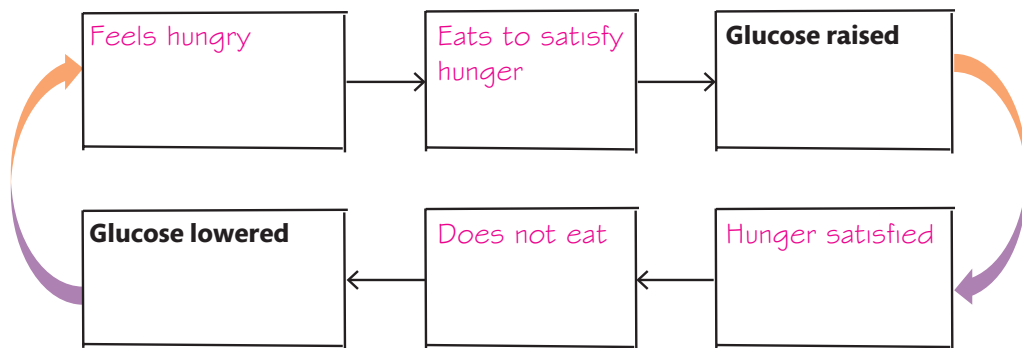 Feels hungry
Eats to satisfy
hunger
Glucose raised
Glucose lowered
Does not eat
Hunger satisfied